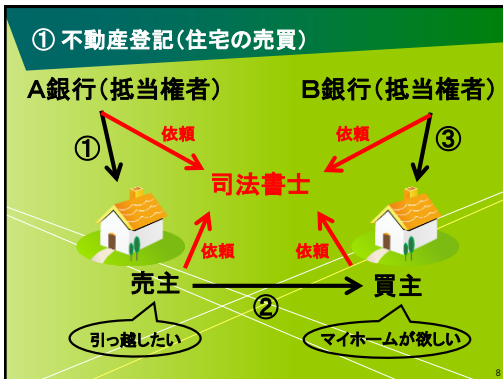 ① 不動産登記(住宅の売買)
A銀行(抵当権者)
B銀行(抵当権者)
①
依頼
依頼
③
司法書士
依頼
依頼
売主
②
買主
引っ越したい
マイホームが欲しい
8